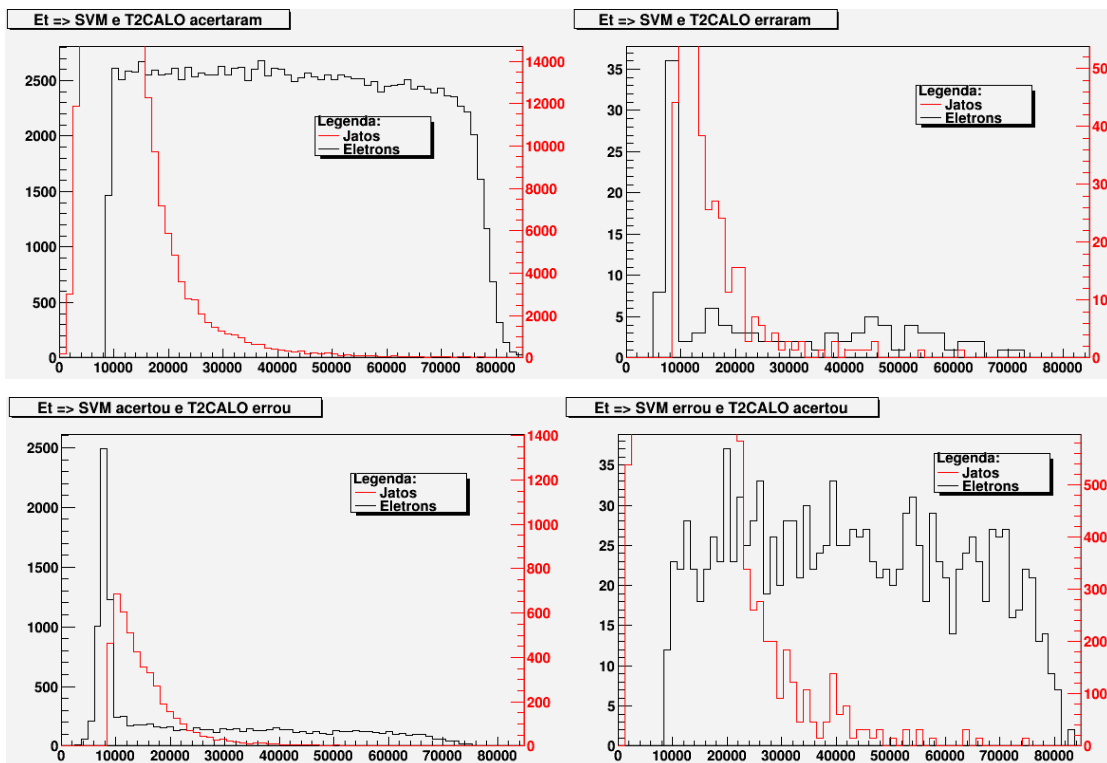 Et => SVM e T2CALO acertaram
2500
2000
1500
1000
500
0
14000
12000
10000
8000
6000
4000
2000
0
Legenda:
Jatos
Eletrons
0 10000 20000 30000 40000 50000 60000 70000 80000
Et => SVM e T2CALO erraram
35
30
25
20
15
10
5
0
50
40
30
20
10
0
Legenda:
Jatos
Eletrons
0 10000 20000 30000 40000 50000 60000 70000 80000
Et => SVM acertou e T2CALO errou
2500
2000
1500
1000
500
0
1400
1200
1000
800
600
400
200
0
Legenda:
Jatos
Eletrons
0 10000 20000 30000 40000 50000 60000 70000 80000
Et => SVM errou e T2CALO acertou
35
30
25
20
15
10
5
0
500
400
300
200
100
0
Legenda:
Jatos
Eletrons
0 10000 20000 30000 40000 50000 60000 70000 80000